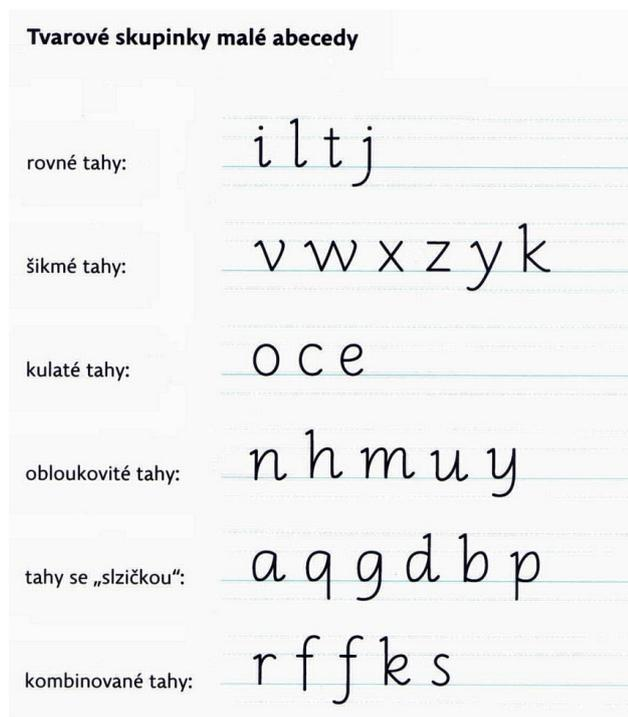 Tvarové skupinky malé abecedy
rovné tahy: i l t j
šikmé tahy: v w x z y k
kulaté tahy: o c e
obloukovité tahy: n h m u y
tahy se „slzičkou“: a q g d b p
kombinované tahy: r f f k s